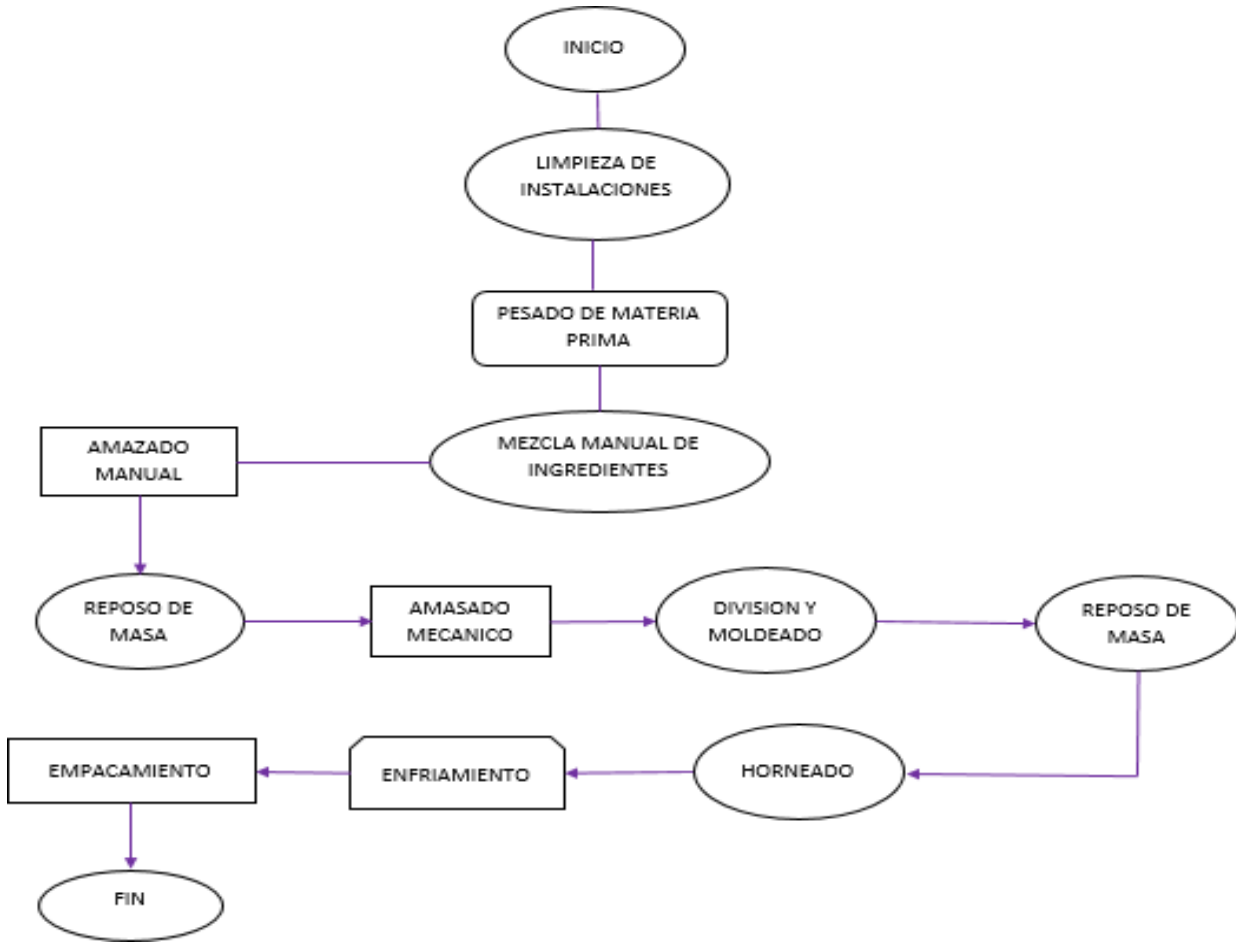 INICIO
LIMPIEZA DE
INSTALACIONES
PESADO DE MATERIA
PRIMA
MEZCLA MANUAL DE
INGREDIENTES
AMAZADO
MANUAL
REPOSO DE
MASA
AMASADO
MECANICO
DIVISION Y
MOLDEADO
REPOSO DE
MASA
HORNEADO
ENFRIAMIENTO
EMPACAMIENTO
FIN